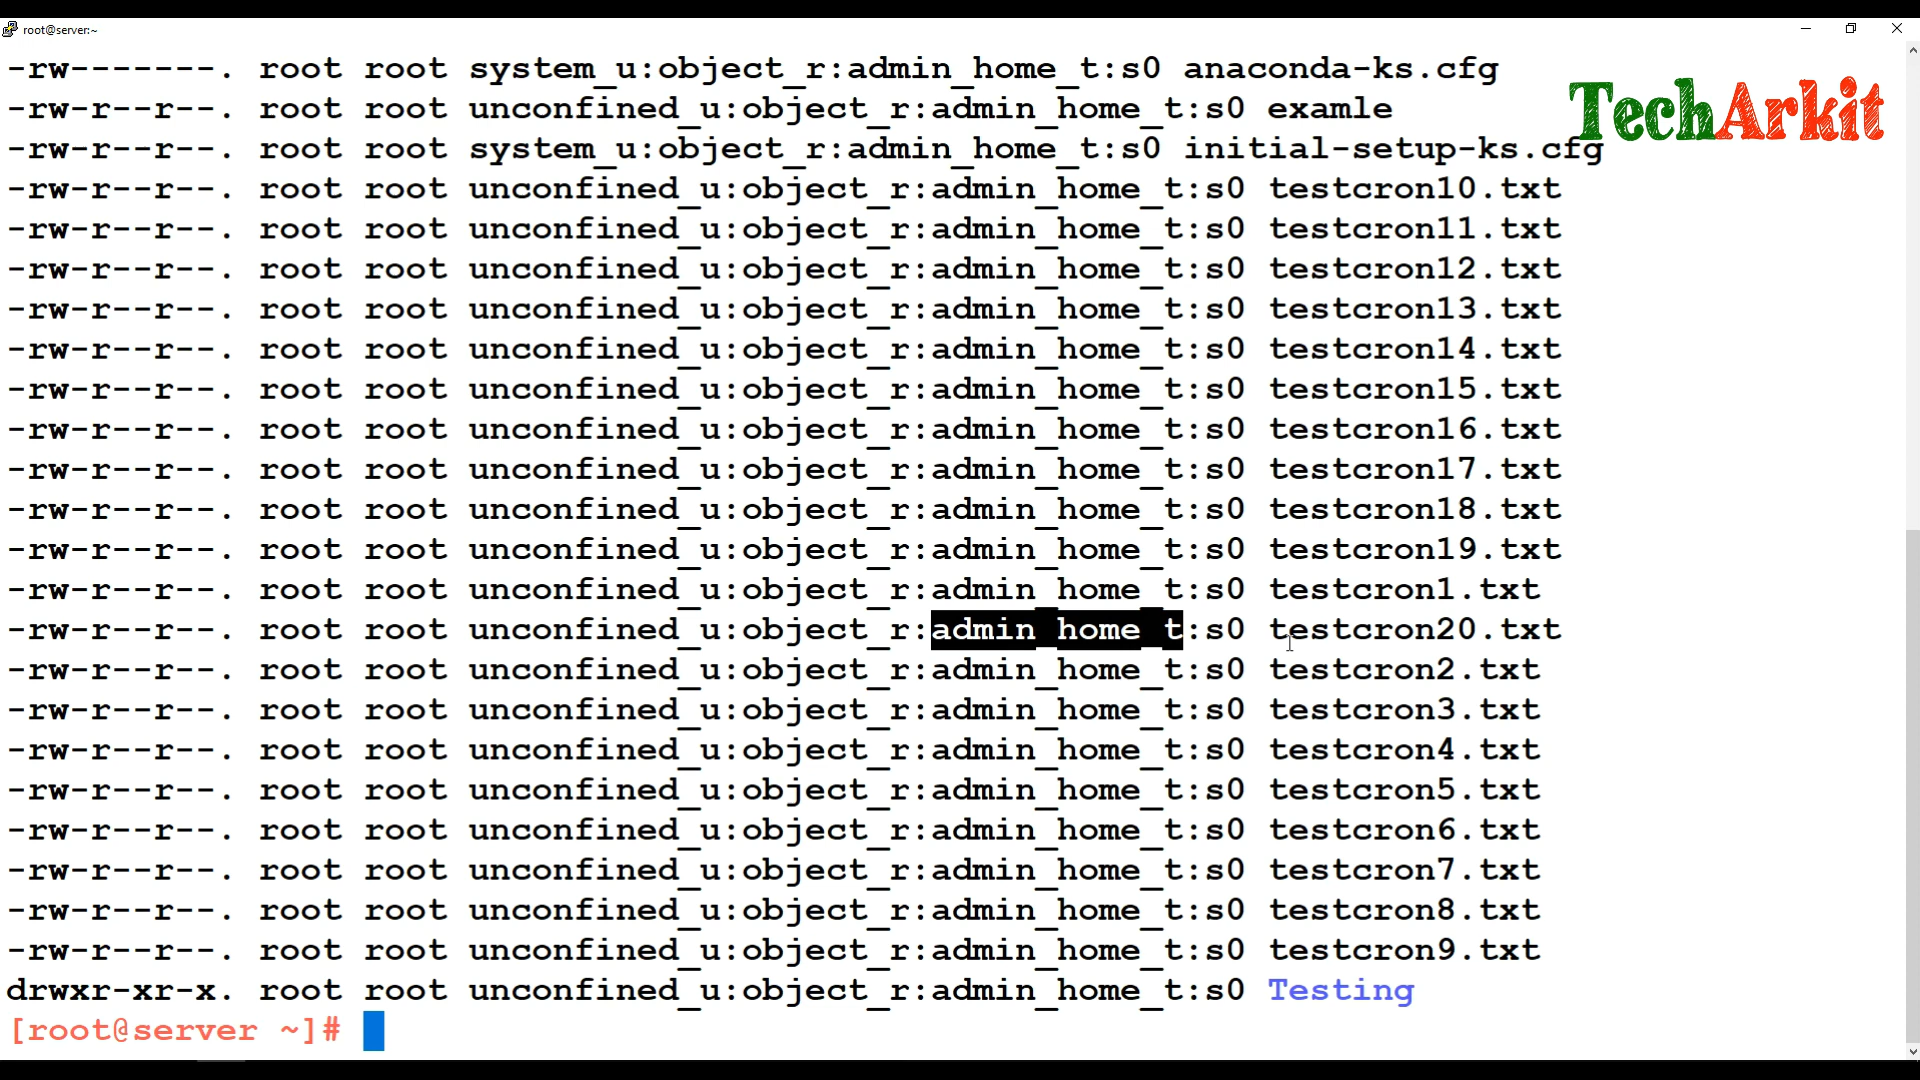 root@server:~
-rw-------. root root system_u:object_r:admin_home_t:s0 anaconda-ks.cfg
-rw-r--r--. root root unconfined_u:object_r:admin_home_t:s0 examle
TechArkit
-rw-r--r--. root root system_u:object_r:admin_home_t:s0 initial-setup-ks.cfg
-rw-r--r--. root root unconfined_u:object_r:admin_home_t:s0 testcron10.txt
-rw-r--r--. root root unconfined_u:object_r:admin_home_t:s0 testcron11.txt
-rw-r--r--. root root unconfined_u:object_r:admin_home_t:s0 testcron12.txt
-rw-r--r--. root root unconfined_u:object_r:admin_home_t:s0 testcron13.txt
-rw-r--r--. root root unconfined_u:object_r:admin_home_t:s0 testcron14.txt
-rw-r--r--. root root unconfined_u:object_r:admin_home_t:s0 testcron15.txt
-rw-r--r--. root root unconfined_u:object_r:admin_home_t:s0 testcron16.txt
-rw-r--r--. root root unconfined_u:object_r:admin_home_t:s0 testcron17.txt
-rw-r--r--. root root unconfined_u:object_r:admin_home_t:s0 testcron18.txt
-rw-r--r--. root root unconfined_u:object_r:admin_home_t:s0 testcron19.txt
-rw-r--r--. root root unconfined_u:object_r:admin_home_t:s0 testcron1.txt
-rw-r--r--. root root unconfined_u:object_r:admin_home_t:s0 testcron20.txt
-rw-r--r--. root root unconfined_u:object_r:admin_home_t:s0 testcron2.txt
-rw-r--r--. root root unconfined_u:object_r:admin_home_t:s0 testcron3.txt
-rw-r--r--. root root unconfined_u:object_r:admin_home_t:s0 testcron4.txt
-rw-r--r--. root root unconfined_u:object_r:admin_home_t:s0 testcron5.txt
-rw-r--r--. root root unconfined_u:object_r:admin_home_t:s0 testcron6.txt
-rw-r--r--. root root unconfined_u:object_r:admin_home_t:s0 testcron7.txt
-rw-r--r--. root root unconfined_u:object_r:admin_home_t:s0 testcron8.txt
-rw-r--r--. root root unconfined_u:object_r:admin_home_t:s0 testcron9.txt
drwxr-xr-x. root root unconfined_u:object_r:admin_home_t:s0 Testing
[root@server ~]#